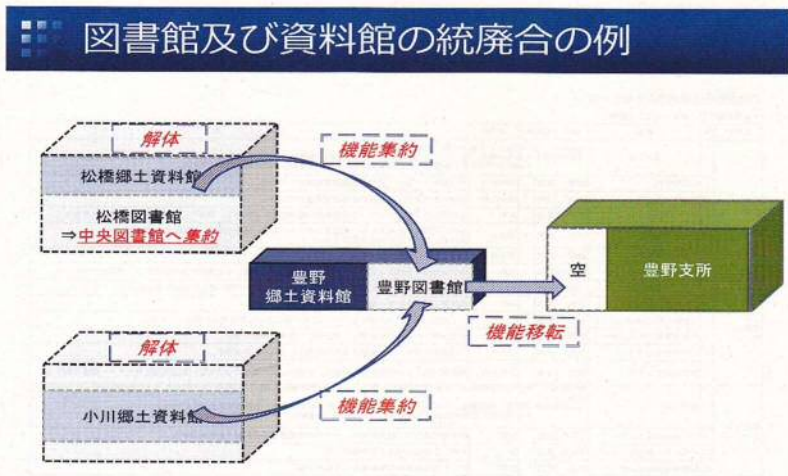 図書館及び資料館の統廃合の例
解体
松橋郷土資料館
松橋図書館
⇒中央図書館へ集約
機能集約
豊野
郷土資料館
豊野図書館
空
豊野支所
機能移転
解体
小川郷土資料館
機能集約